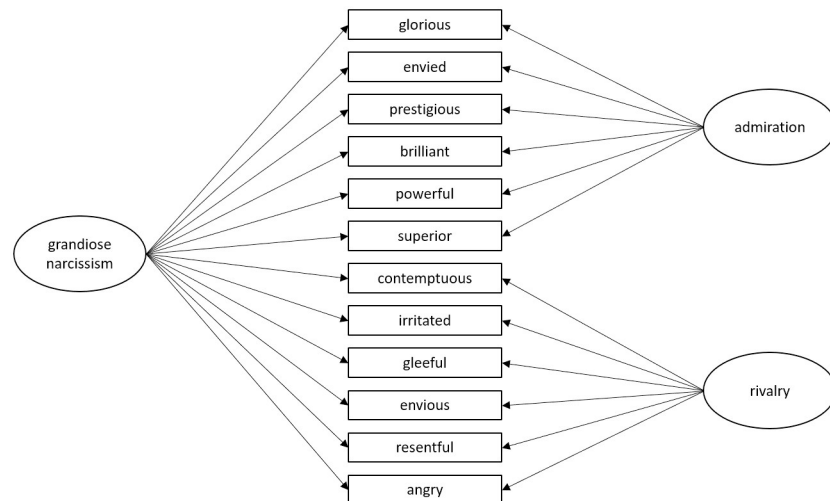 glorious
envied
prestigious
brilliant
powerful
superior
contemptuous
irritated
gleeful
envious
resentful
angry
grandiose
narcissism
admiration
rivalry